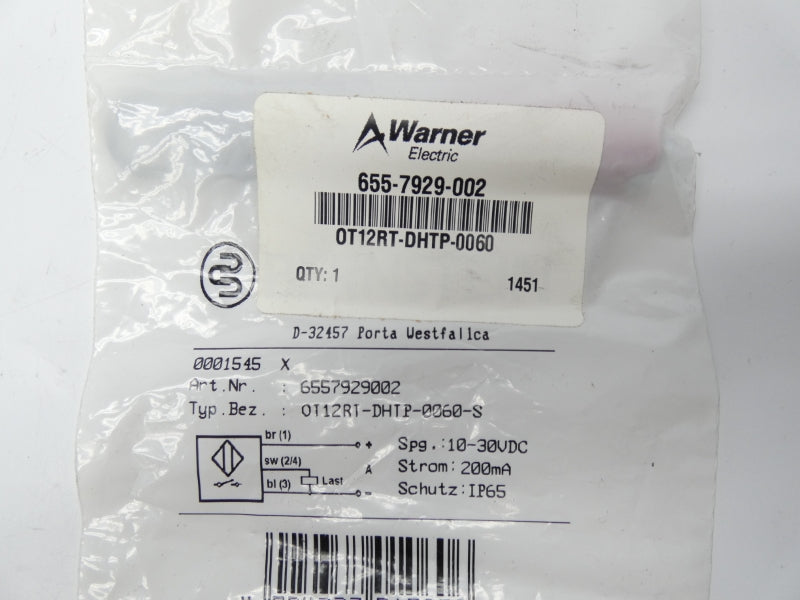 Warner
Electric
655-7929-002
OT12RT-DHTP-0060
QTY: 1 1451
D-32457 Porta Westfalica
0001545 X
Art.Nr. : 6557929002
Typ.Bez. : OT12RT-DHTP-0060-S
br (1) + Spg.:10-30VDC
sw (2/4) A Strom:200mA
bl (3) Last - Schutz:IP65